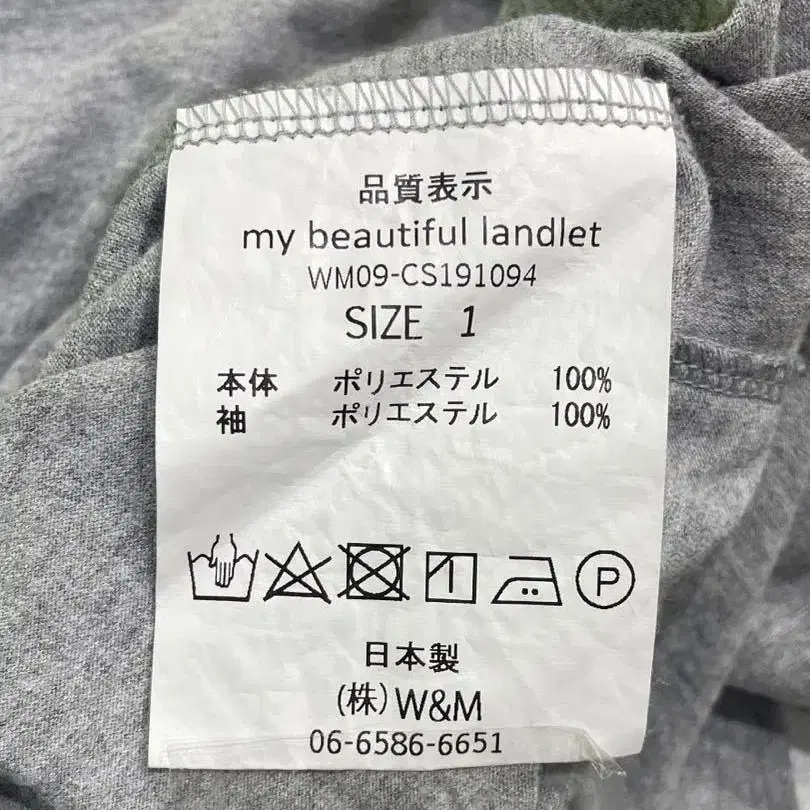 品質表示
my beautiful landlet
WM09-CS191094
SIZE 1
本体 ポリエステル 100%
袖 ポリエステル 100%
P
日本製
(株)W&M
06-6586-6651